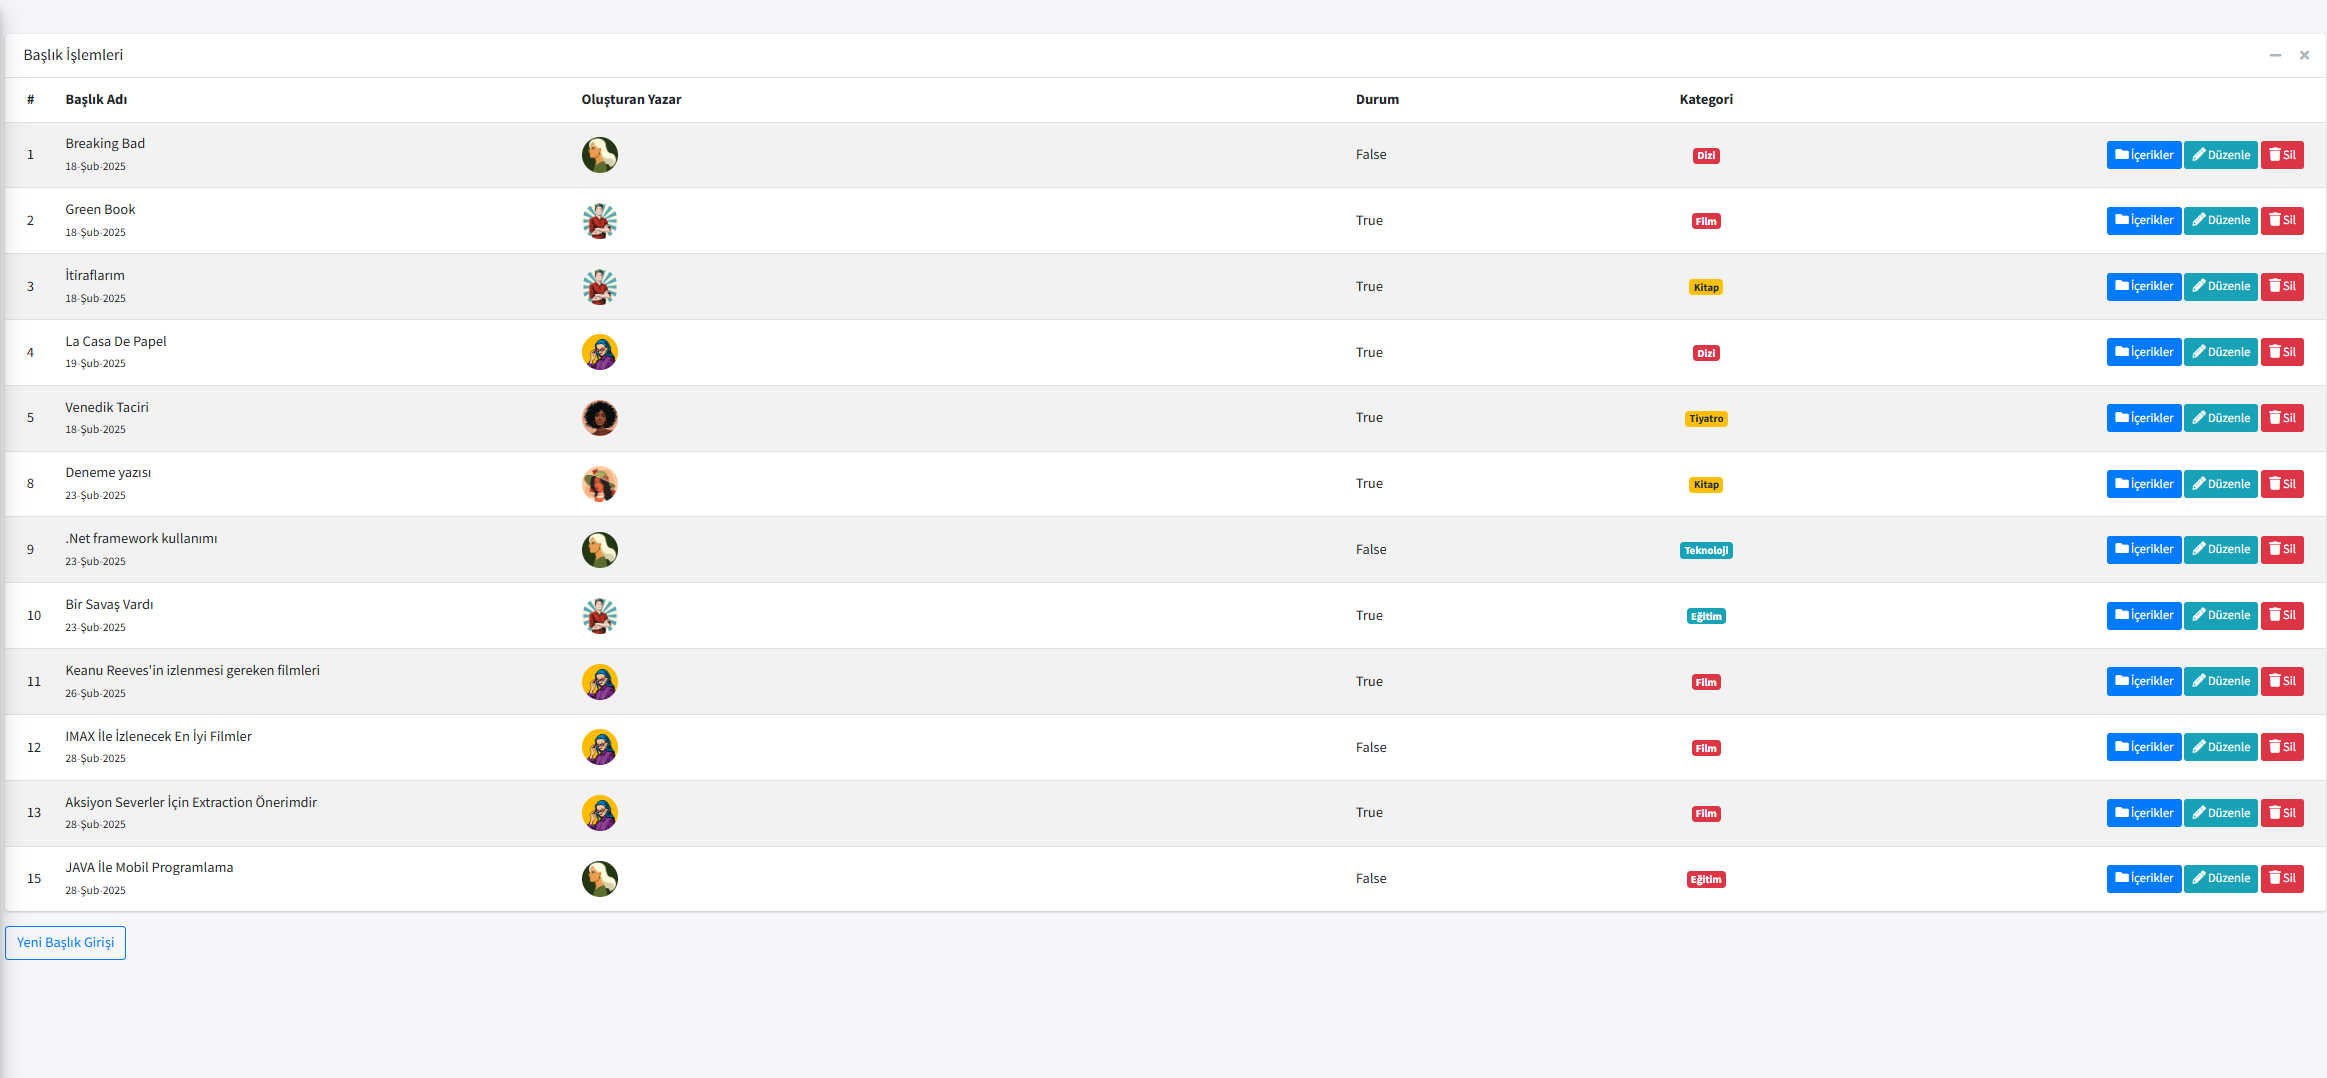 Başlık İşlemleri
# Başlık Adı Oluşturan Yazar Durum Kategori
1 Breaking Bad False Dizi İçerikler Düzenle Sil
18-Şub-2025
2 Green Book True Film İçerikler Düzenle Sil
18-Şub-2025
3 İtiraflarım True Kitap İçerikler Düzenle Sil
18-Şub-2025
4 La Casa De Papel True Dizi İçerikler Düzenle Sil
19-Şub-2025
5 Venedik Taciri True Tiyatro İçerikler Düzenle Sil
18-Şub-2025
8 Deneme yazısı True Kitap İçerikler Düzenle Sil
23-Şub-2025
9 .Net framework kullanımı False Teknoloji İçerikler Düzenle Sil
23-Şub-2025
10 Bir Savaş Vardı True Eğitim İçerikler Düzenle Sil
23-Şub-2025
11 Keanu Reeves'in izlenmesi gereken filmleri True Film İçerikler Düzenle Sil
26-Şub-2025
12 IMAX İle İzlenecek En İyi Filmler False Film İçerikler Düzenle Sil
28-Şub-2025
13 Aksiyon Severler İçin Extraction Önerimdir True Film İçerikler Düzenle Sil
28-Şub-2025
15 JAVA İle Mobil Programlama False Eğitim İçerikler Düzenle Sil
28-Şub-2025
Yeni Başlık Girişi